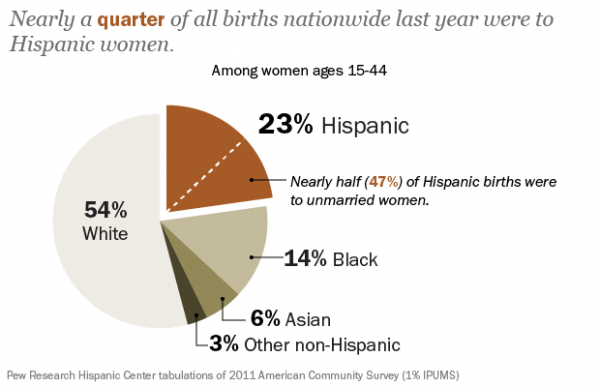 Nearly a quarter of all births nationwide last year were to
Hispanic women.
Among women ages 15-44
23% Hispanic
Nearly half (47%) of Hispanic births were
to unmarried women.
54%
White
14% Black
6% Asian
3% Other non-Hispanic
Pew Research Hispanic Center tabulations of 2011 American Community Survey (1% IPUMS)